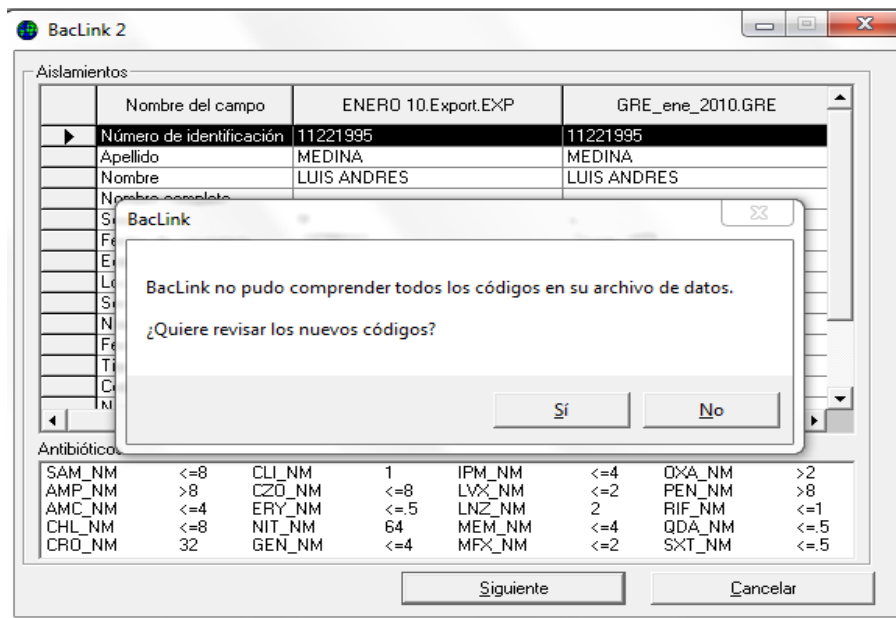 BacLink 2
Aislamientos
Nombre del campo ENERO 10.Export.EXP GRE_ene_2010.GRE
Número de identificación 11221995 11221995
Apellido MEDINA MEDINA
Nombre LUIS ANDRES LUIS ANDRES
BacLink
BacLink no pudo comprender todos los códigos en su archivo de datos.
¿Quiere revisar los nuevos códigos?
Sí No
SAM_NM <=8 CLI_NM 1 IPM_NM <=4 OXA_NM >2
AMP_NM >8 CZO_NM <=8 LVX_NM <=2 PEN_NM >8
AMC_NM <=4 ERY_NM <=.5 LNZ_NM 2 RIF_NM <=1
CHL_NM <=8 NIT_NM 64 MEM_NM <=4 QDA_NM <=.5
CRO_NM 32 GEN_NM <=4 MFX_NM <=2 SXT_NM <=.5
Siguiente Cancelar